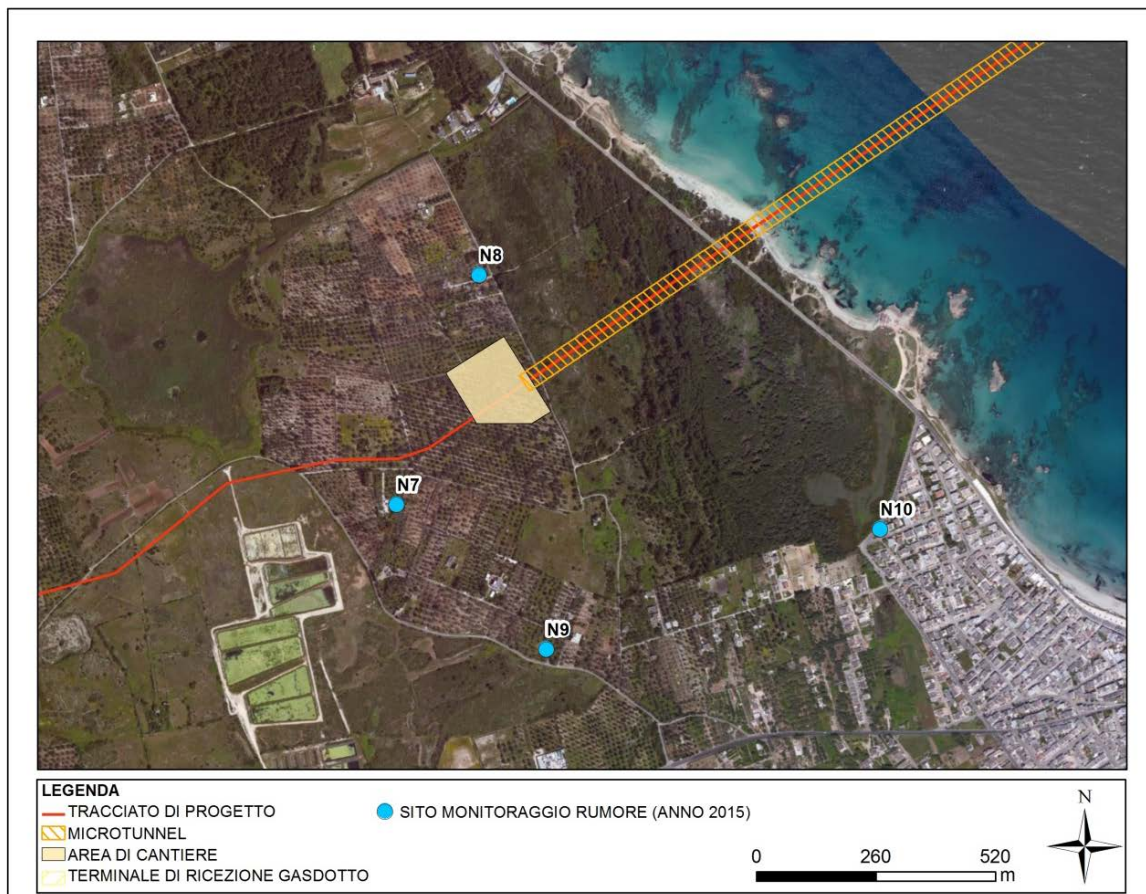 N8
N7
N10
N9
LEGENDA
TRACCIATO DI PROGETTO
MICROTUNNEL
AREA DI CANTIERE
TERMINALE DI RICEZIONE GASDOTTO
SITO MONITORAGGIO RUMORE (ANNO 2015)
N
0 260 520
m